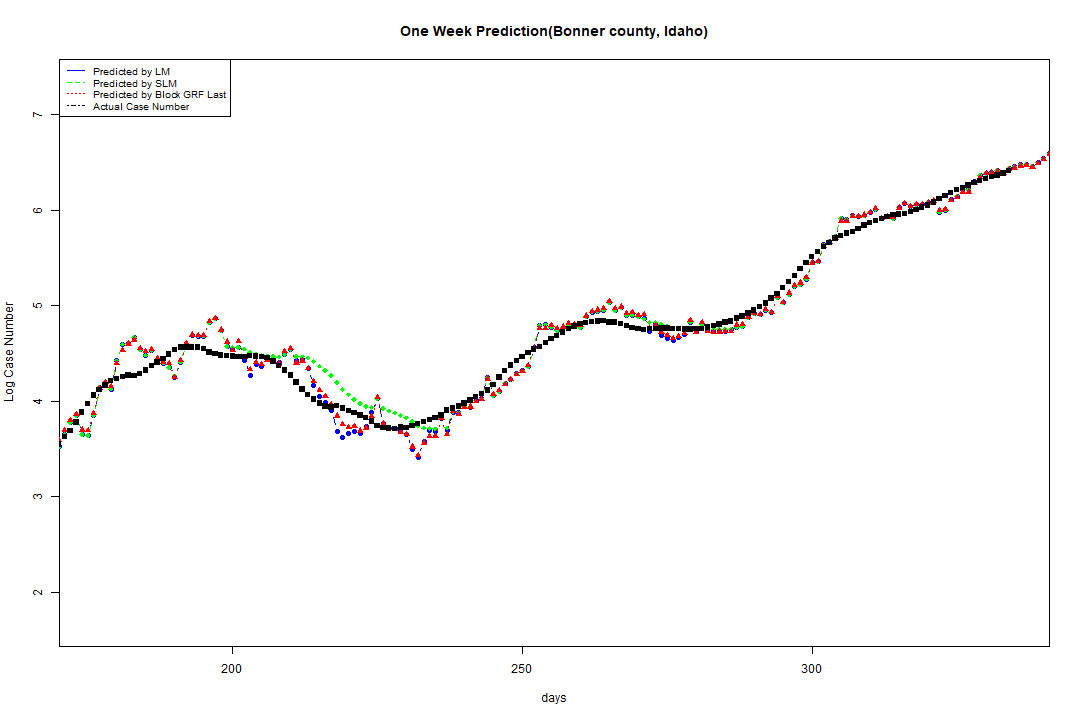 One Week Prediction(Bonner county, Idaho)
Predicted by LM
Predicted by SLM
Predicted by Block GRF Last
Actual Case Number
7
6
5
4
3
2
Log Case Number
200
250
300
days